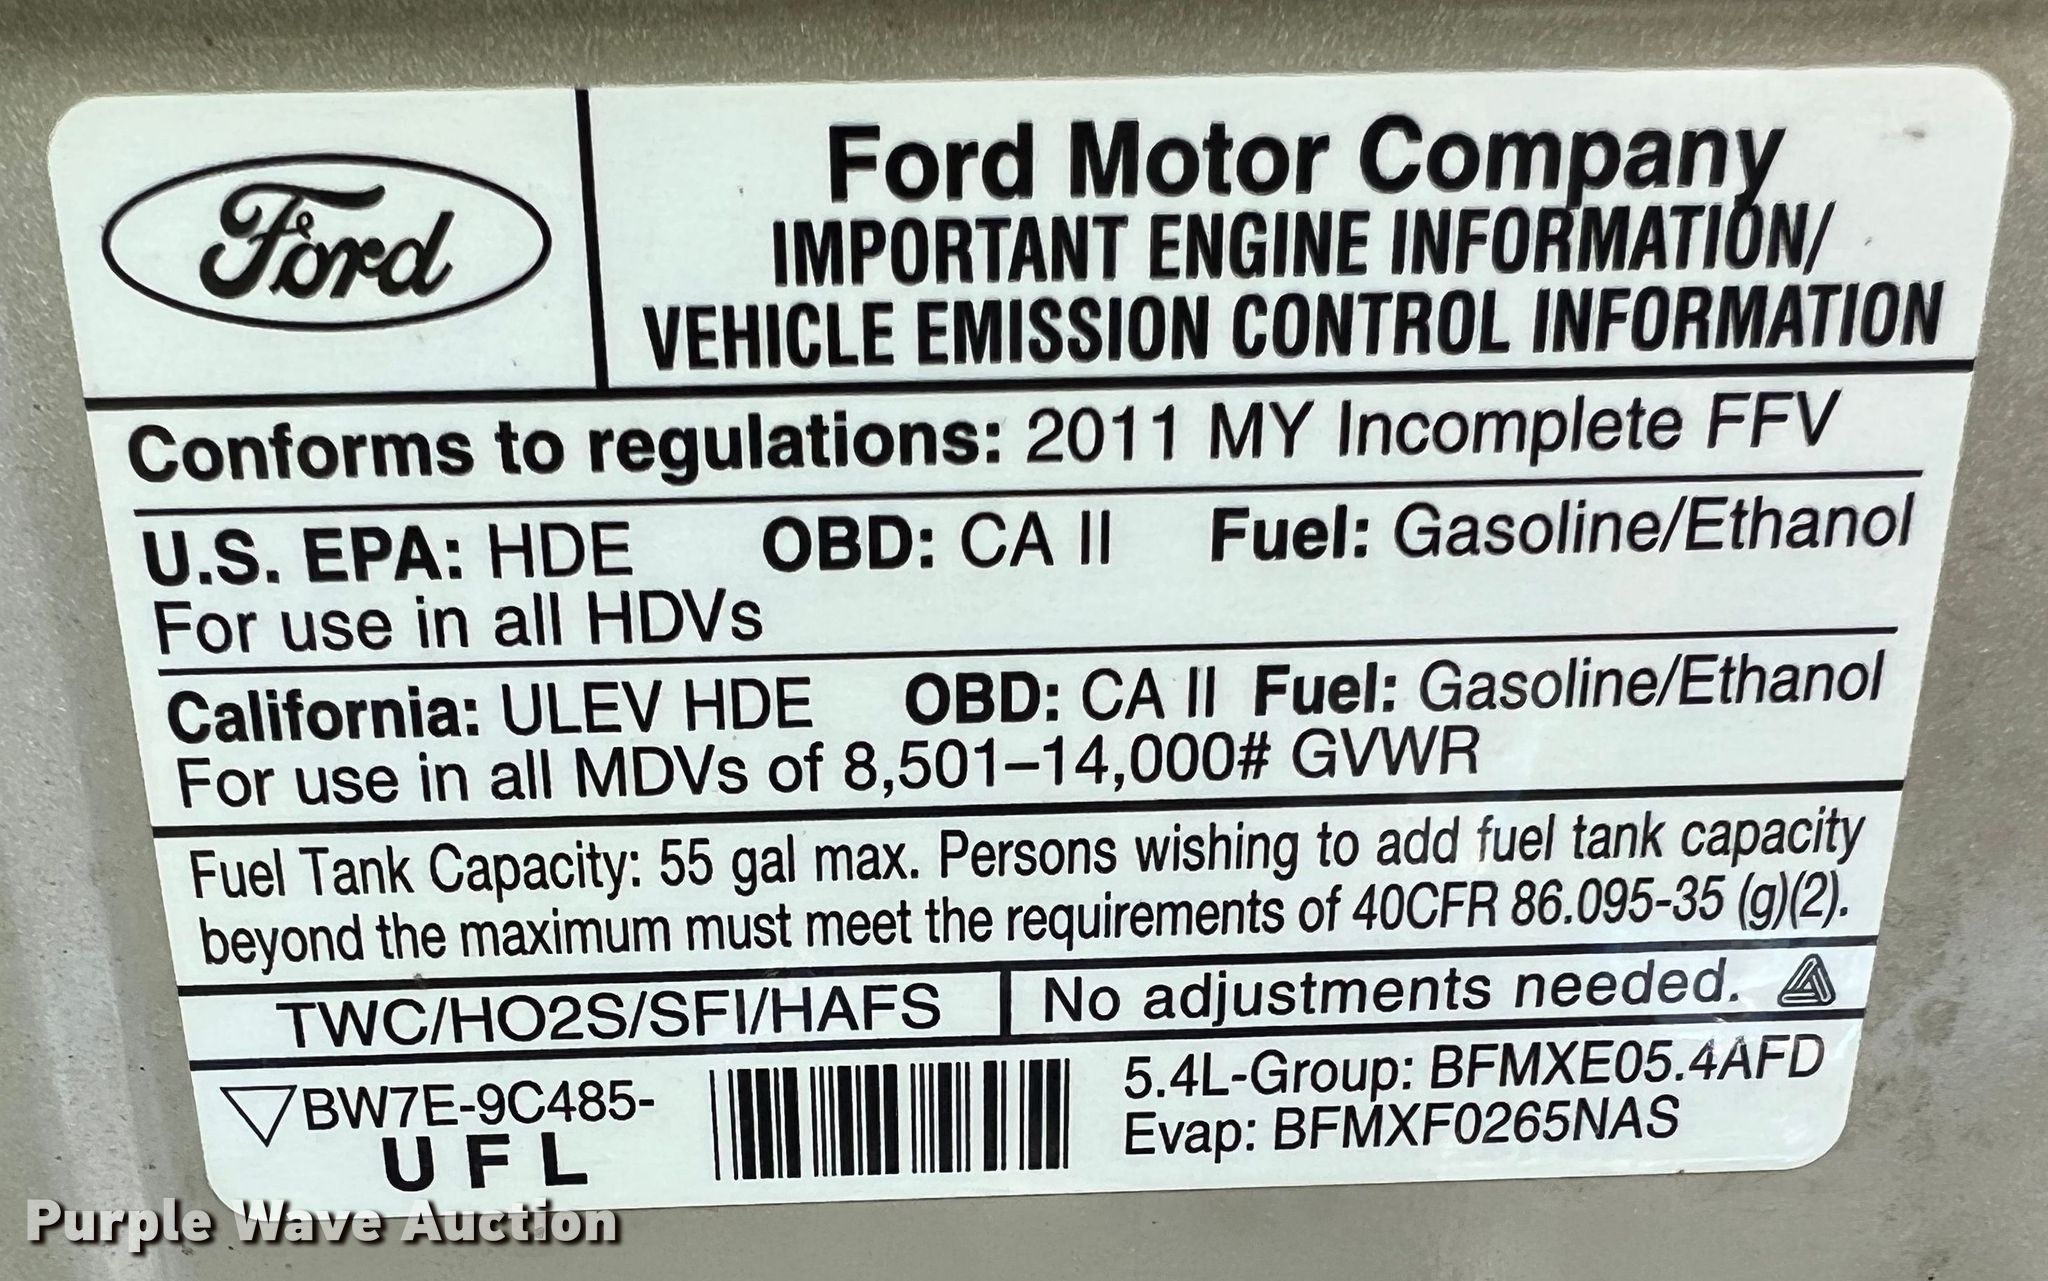 Ford
Ford Motor Company
IMPORTANT ENGINE INFORMATION/
VEHICLE EMISSION CONTROL INFORMATION
Conforms to regulations: 2011 MY Incomplete FFV
U.S. EPA: HDE OBD: CA II Fuel: Gasoline/Ethanol
For use in all HDVs
California: ULEV HDE OBD: CA II Fuel: Gasoline/Ethanol
For use in all MDVs of 8,501–14,000# GVWR
Fuel Tank Capacity: 55 gal max. Persons wishing to add fuel tank capacity
beyond the maximum must meet the requirements of 40CFR 86.095-35 (g)(2).
TWC/HO2S/SFI/HAFS
No adjustments needed.
BW7E-9C485-
U F L
5.4L-Group: BFMXE05.4AFD
Evap: BFMXF0265NAS
Purple Wave Auction